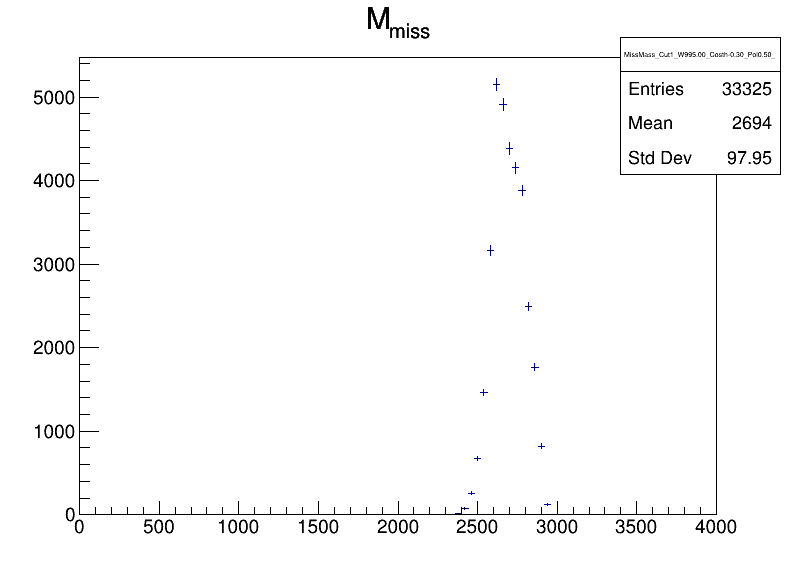 M_miss
MissMass_Cut1_W995.00_Costh-0.30_Pol0.50_
Entries 33325
Mean 2694
Std Dev 97.95
5000
4000
3000
2000
1000
0
0 500 1000 1500 2000 2500 3000 3500 4000